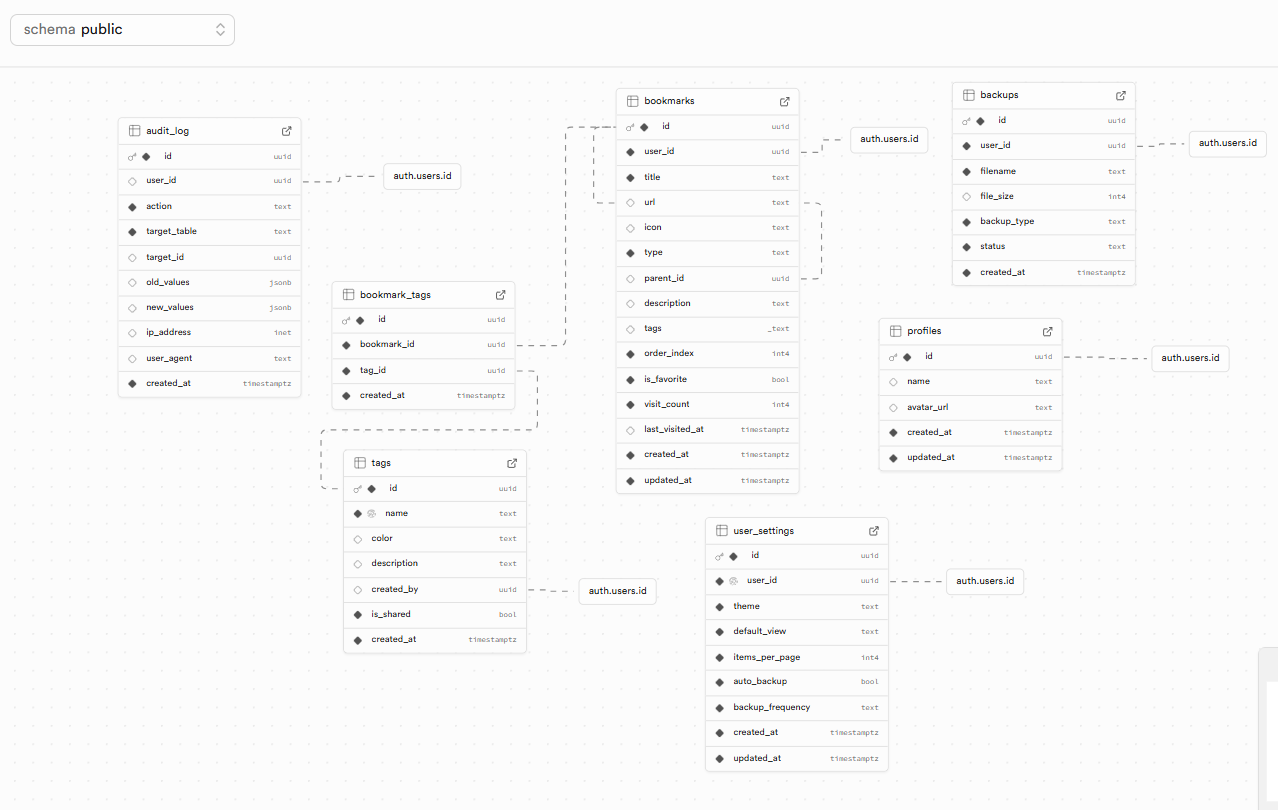 schema public
audit_log
id uuid
user_id uuid
action text
target_table text
target_id uuid
old_values jsonb
new_values jsonb
ip_address inet
user_agent text
created_at timestamptz
auth.users.id
bookmark_tags
id uuid
bookmark_id uuid
tag_id uuid
created_at timestamptz
tags
id uuid
name text
color text
description text
created_by uuid
is_shared bool
created_at timestamptz
auth.users.id
bookmarks
id uuid
user_id uuid
title text
url text
icon text
type text
parent_id uuid
description text
tags _text
order_index int4
is_favorite bool
visit_count int4
last_visited_at timestamptz
created_at timestamptz
updated_at timestamptz
auth.users.id
backups
id uuid
user_id uuid
filename text
file_size int4
backup_type text
status text
created_at timestamptz
auth.users.id
profiles
id uuid
name text
avatar_url text
created_at timestamptz
updated_at timestamptz
auth.users.id
user_settings
id uuid
user_id uuid
theme text
default_view text
items_per_page int4
auto_backup bool
backup_frequency text
created_at timestamptz
updated_at timestamptz
auth.users.id